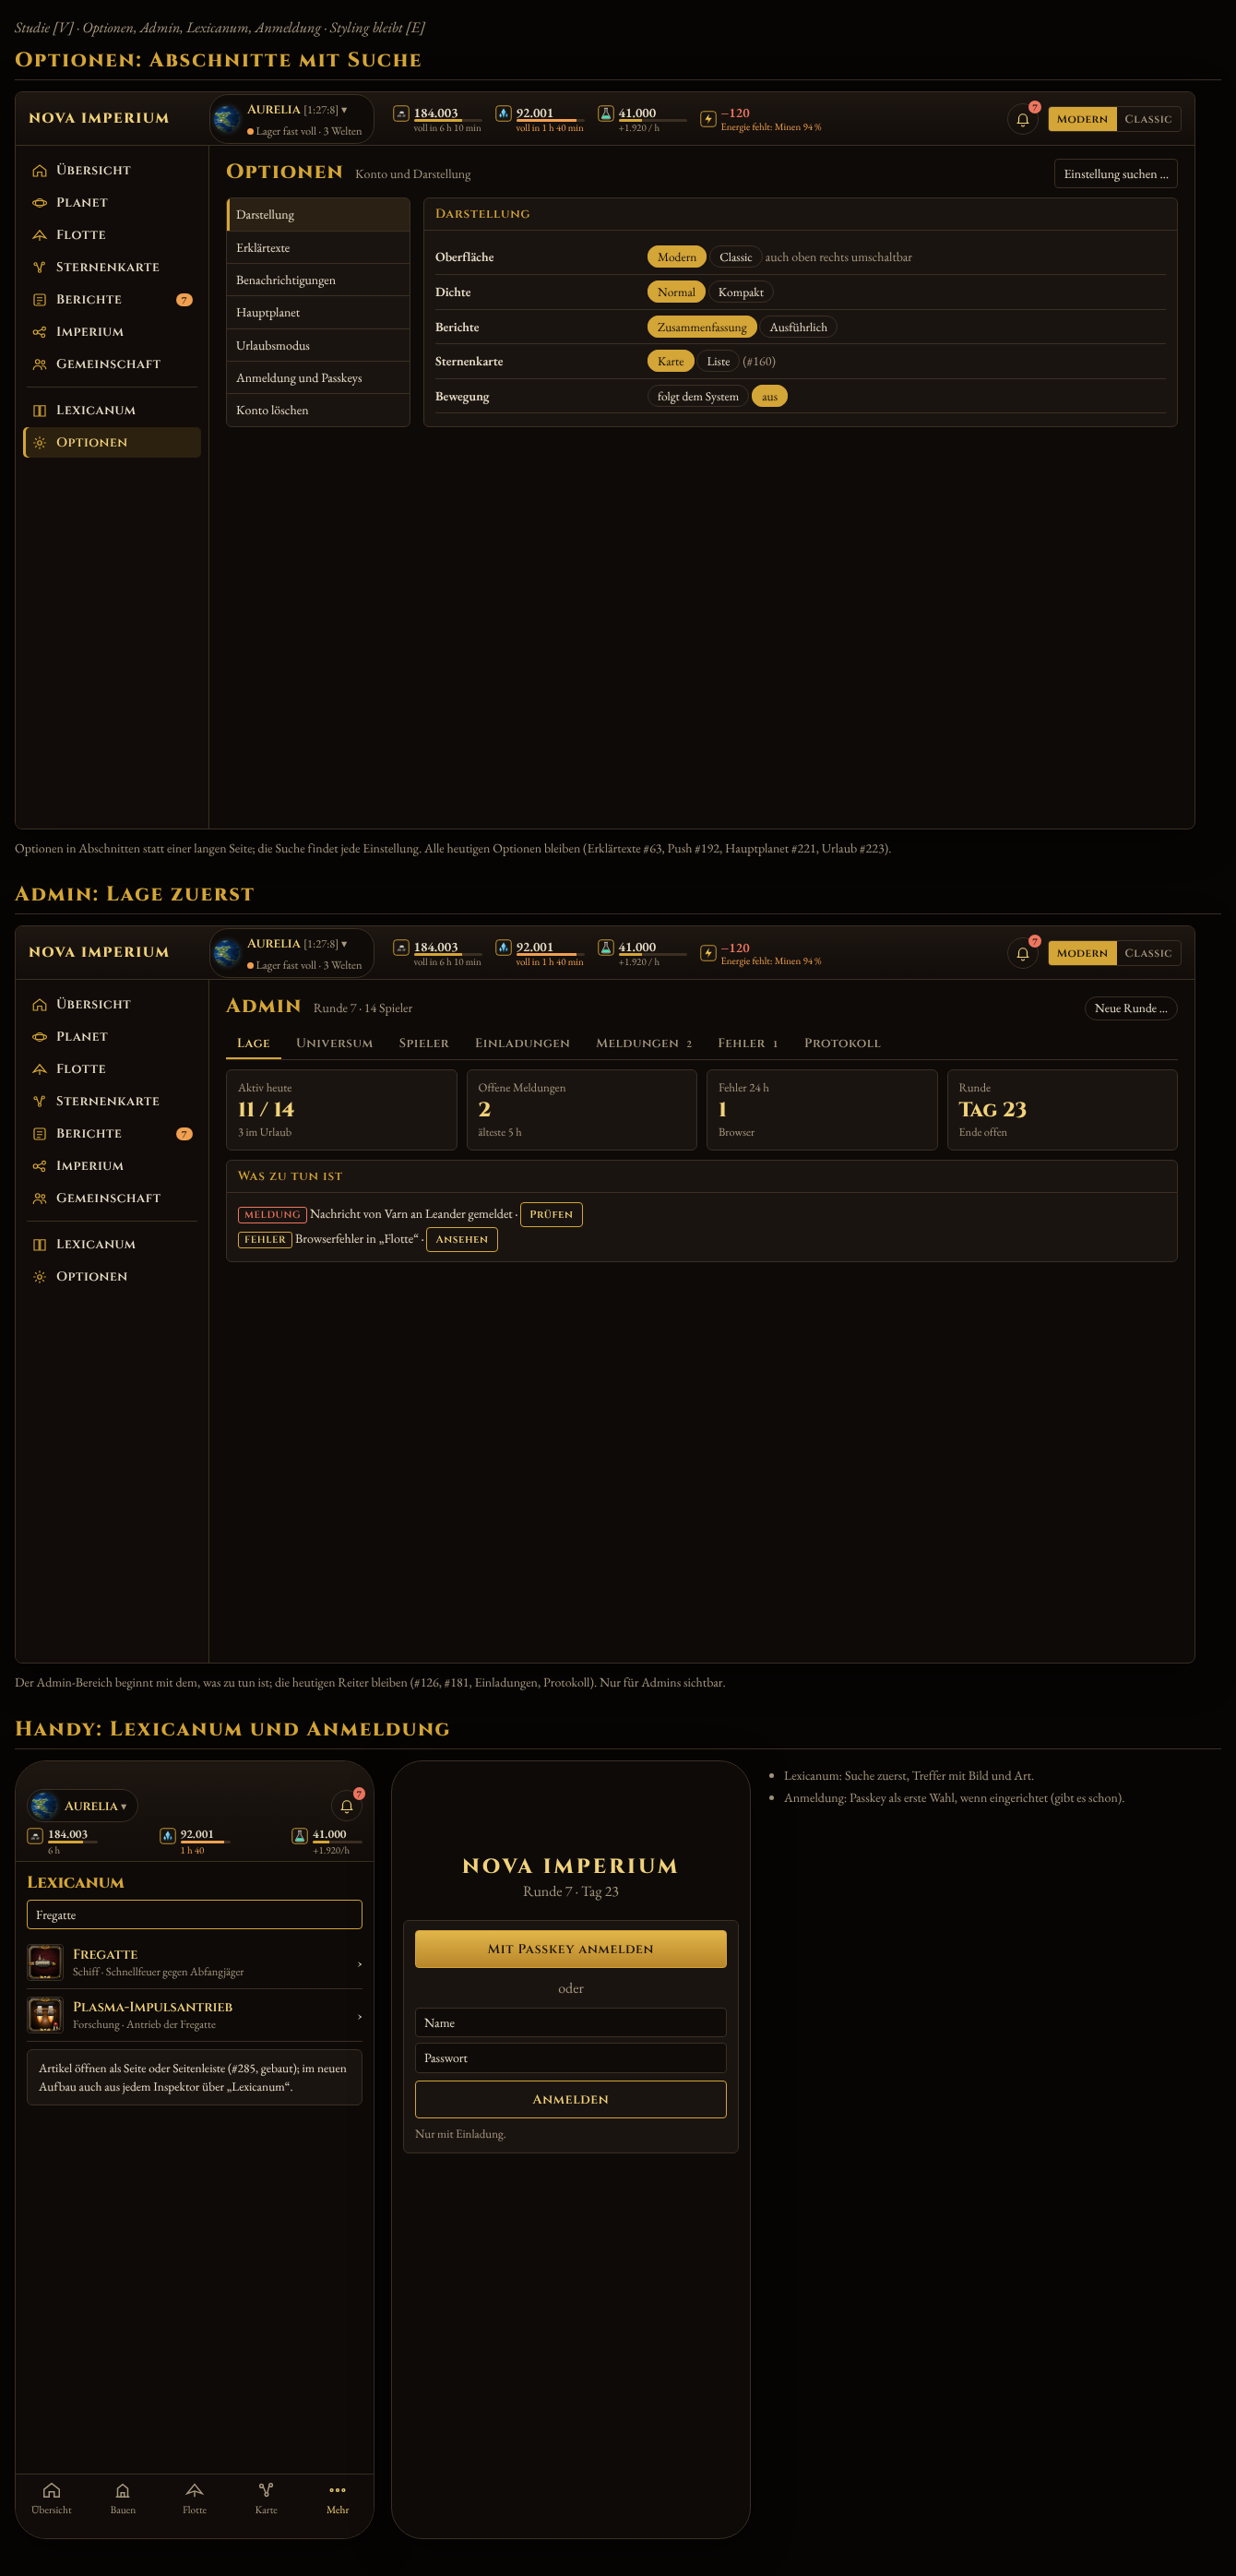 Studie [V] · Optionen, Admin, Lexicanum, Anmeldung · Styling bleibt [E]
Optionen: Abschnitte mit Suche
Nova Imperium
Aurelia [1:27:8] ▾
Lager fast voll · 3 Welten
184.003
voll in 6 h 10 min
92.001
voll in 1 h 40 min
41.000
+1.920 / h
−120
Energie fehlt: Minen 94 %
7
Modern Classic
Übersicht
Planet
Flotte
Sternenkarte
Berichte 7
Imperium
Gemeinschaft
Lexicanum
Optionen
Optionen Konto und Darstellung
Einstellung suchen …
Darstellung
Erklärtexte
Benachrichtigungen
Hauptplanet
Urlaubsmodus
Anmeldung und Passkeys
Konto löschen
Darstellung
Oberfläche Modern Classic auch oben rechts umschaltbar
Dichte Normal Kompakt
Berichte Zusammenfassung Ausführlich
Sternenkarte Karte Liste (#160)
Bewegung folgt dem System aus
Optionen in Abschnitten statt einer langen Seite; die Suche findet jede Einstellung. Alle heutigen Optionen bleiben (Erklärtexte #63, Push #192, Hauptplanet #221, Urlaub #223).
Admin: Lage zuerst
Nova Imperium
Aurelia [1:27:8] ▾
Lager fast voll · 3 Welten
184.003
voll in 6 h 10 min
92.001
voll in 1 h 40 min
41.000
+1.920 / h
−120
Energie fehlt: Minen 94 %
7
Modern Classic
Übersicht
Planet
Flotte
Sternenkarte
Berichte 7
Imperium
Gemeinschaft
Lexicanum
Optionen
Admin Runde 7 · 14 Spieler
Neue Runde …
Lage Universum Spieler Einladungen Meldungen 2 Fehler 1 Protokoll
Aktiv heute
11 / 14
3 im Urlaub
Offene Meldungen
2
älteste 5 h
Fehler 24 h
1
Browser
Runde
Tag 23
Ende offen
Was zu tun ist
Meldung Nachricht von Varn an Leander gemeldet · Prüfen
Fehler Browserfehler in „Flotte“ · Ansehen
Der Admin-Bereich beginnt mit dem, was zu tun ist; die heutigen Reiter bleiben (#126, #181, Einladungen, Protokoll). Nur für Admins sichtbar.
Handy: Lexicanum und Anmeldung
Aurelia ▾
7
184.003
6 h
92.001
1 h 40
41.000
+1.920/h
Lexicanum
Fregatte
Fregatte
Schiff · Schnellfeuer gegen Abfangjäger
›
Plasma-Impulsantrieb
Forschung · Antrieb der Fregatte
›
Artikel öffnen als Seite oder Seitenleiste (#285, gebaut); im neuen
Aufbau auch aus jedem Inspektor über „Lexicanum“.
Übersicht Bauen Flotte Karte Mehr
Nova Imperium
Runde 7 · Tag 23
Mit Passkey anmelden
oder
Name
Passwort
Anmelden
Nur mit Einladung.
• Lexicanum: Suche zuerst, Treffer mit Bild und Art.
• Anmeldung: Passkey als erste Wahl, wenn eingerichtet (gibt es schon).